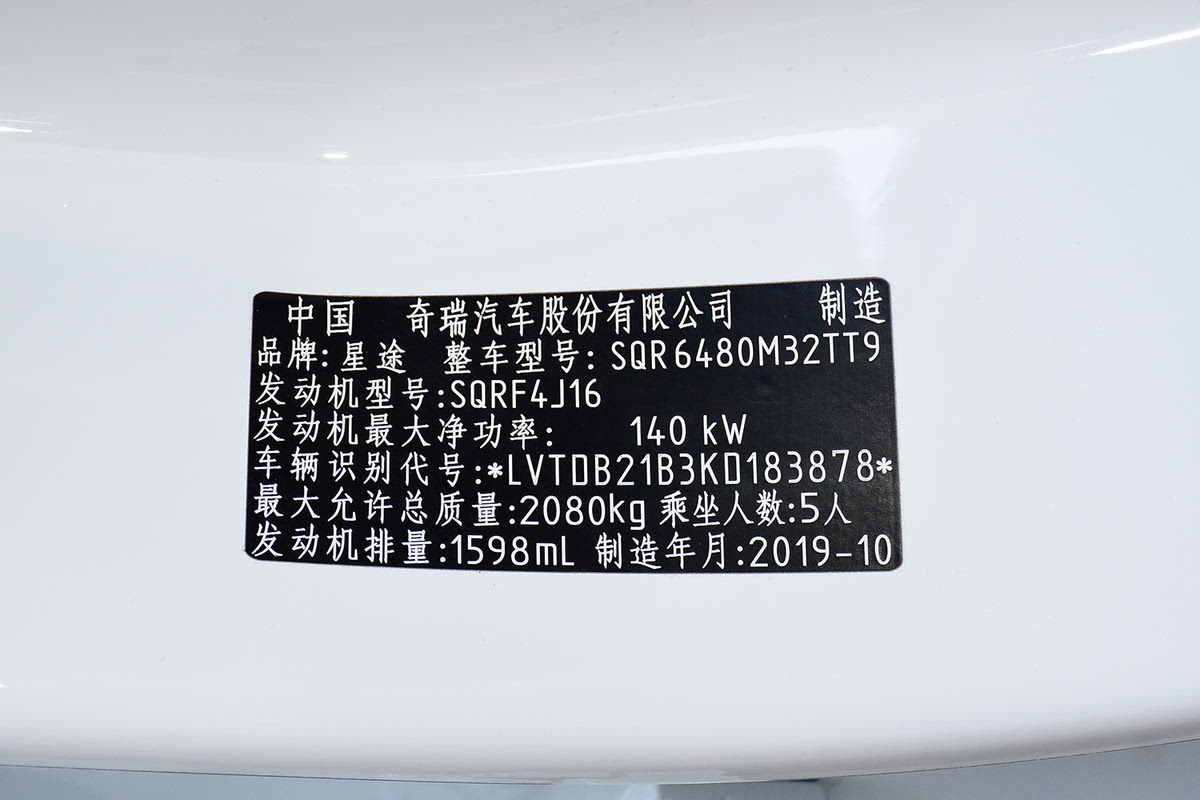 中国 奇瑞汽车股份有限公司 制造
品牌:星途 整车型号:SQR6480M32TT9
发动机型号:SQRF4J16
发动机最大净功率: 140 kW
车辆识别代号:*LVTDB21B3KD183878*
最大允许总质量:2080kg 乘坐人数:5人
发动机排量:1598mL 制造年月:2019-10